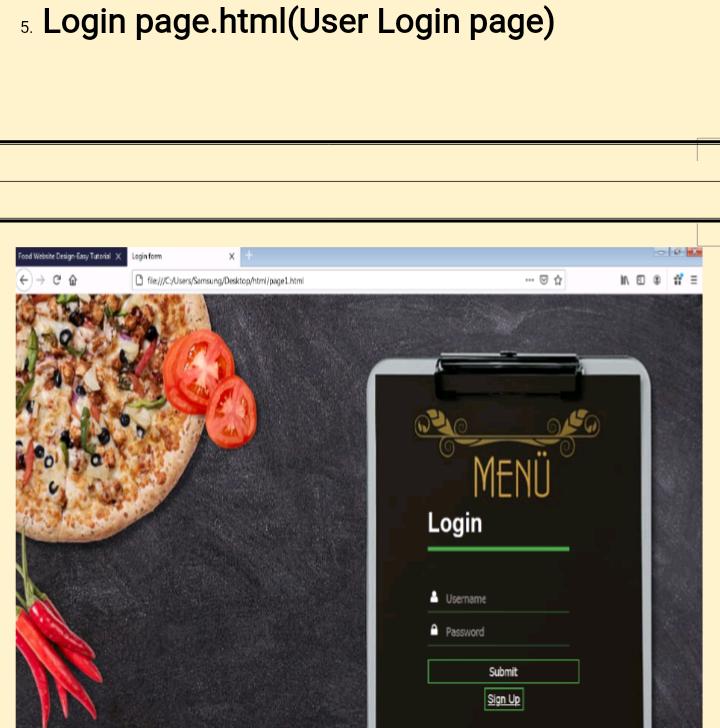 5. Login page.html(User Login page)
Food Website Design-Easy Tutorial X Login form X +
file:///C:/Users/Samsung/Desktop/html/page1.html
MENÜ
Login
Username
Password
Submit
Sign Up